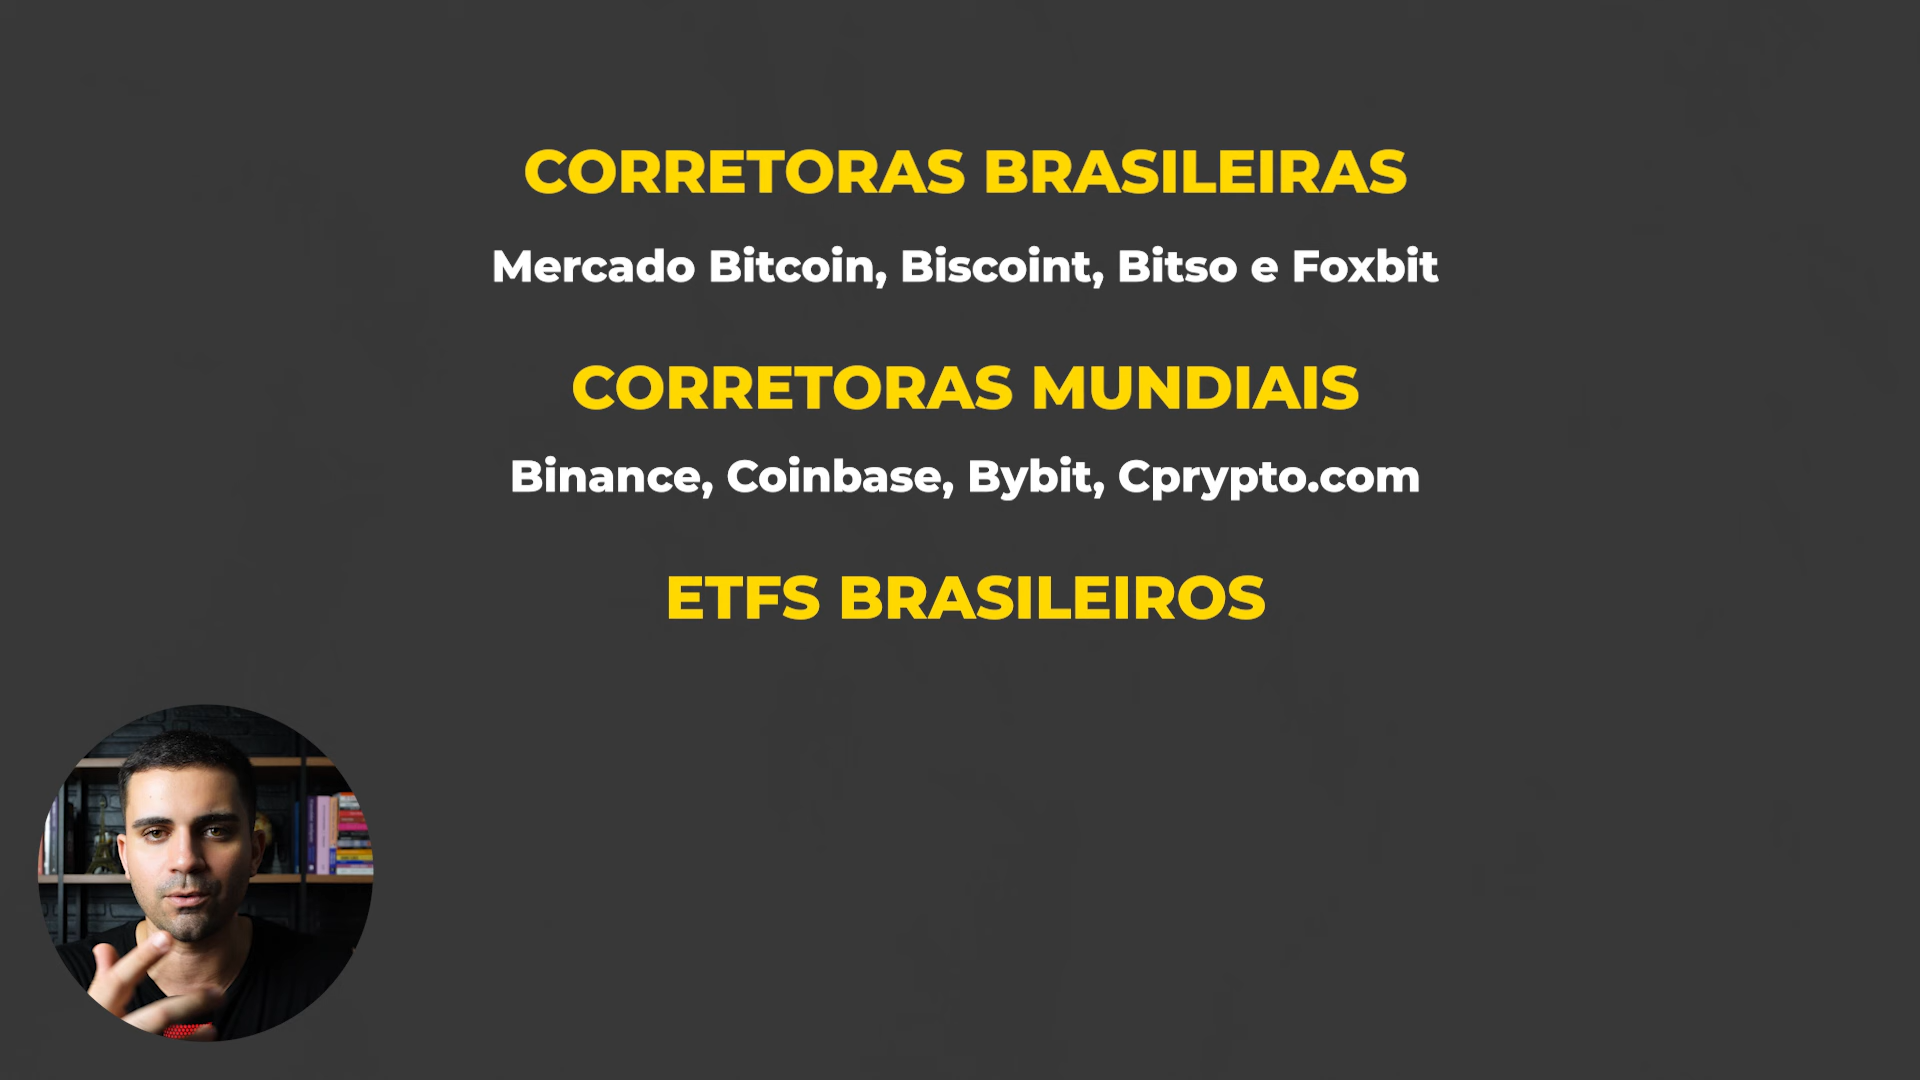 CORRETORAS BRASILEIRAS
Mercado Bitcoin, Biscoint, Bitso e Foxbit
CORRETORAS MUNDIAIS
Binance, Coinbase, Bybit, Cprypto.com
ETFS BRASILEIROS